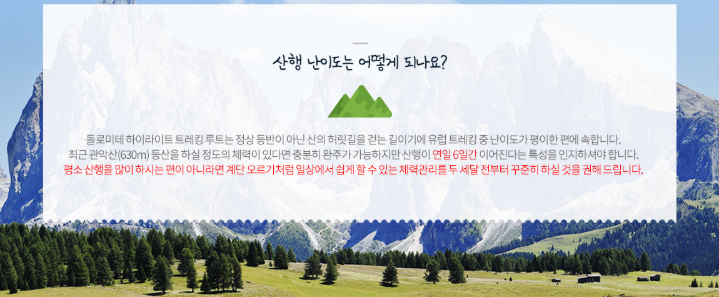 산행 난이도는 어떻게 되나요?
돌로미테 하이라이트 트레킹 루트는 정상 등반이 아닌 산의 허릿길을 걷는 길이기에 유럽 트레킹 중 난이도가 평이한 편에 속합니다.
최근 관악산(630m) 등산을 하실 정도의 체력이 있다면 충분히 완주가 가능하지만 산행이 연일 6일간 이어진다는 특성을 인지하셔야 합니다.
평소 산행을 많이 하시는 편이 아니라면 계단 오르기처럼 일상에서 쉽게 할 수 있는 체력관리를 두 세달 전부터 꾸준히 하실 것을 권해 드립니다.